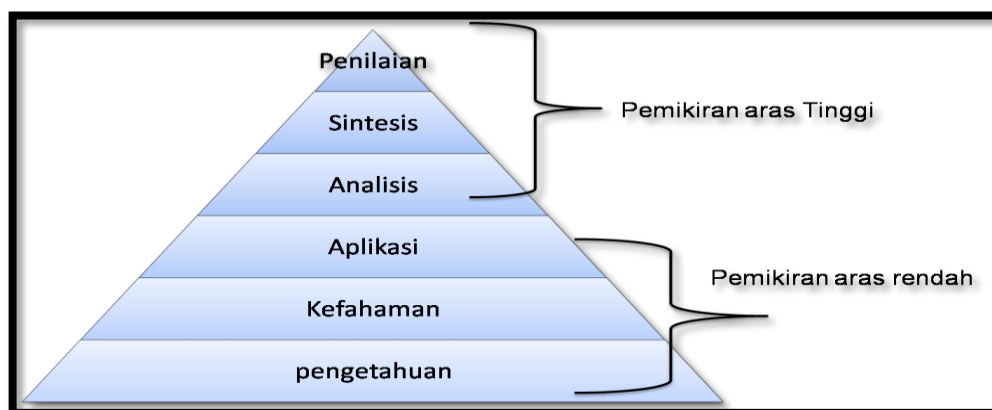 Penilaian
Sintesis
Analisis
Aplikasi
Kefahaman
pengetahuan
Pemikiran aras Tinggi
Pemikiran aras rendah